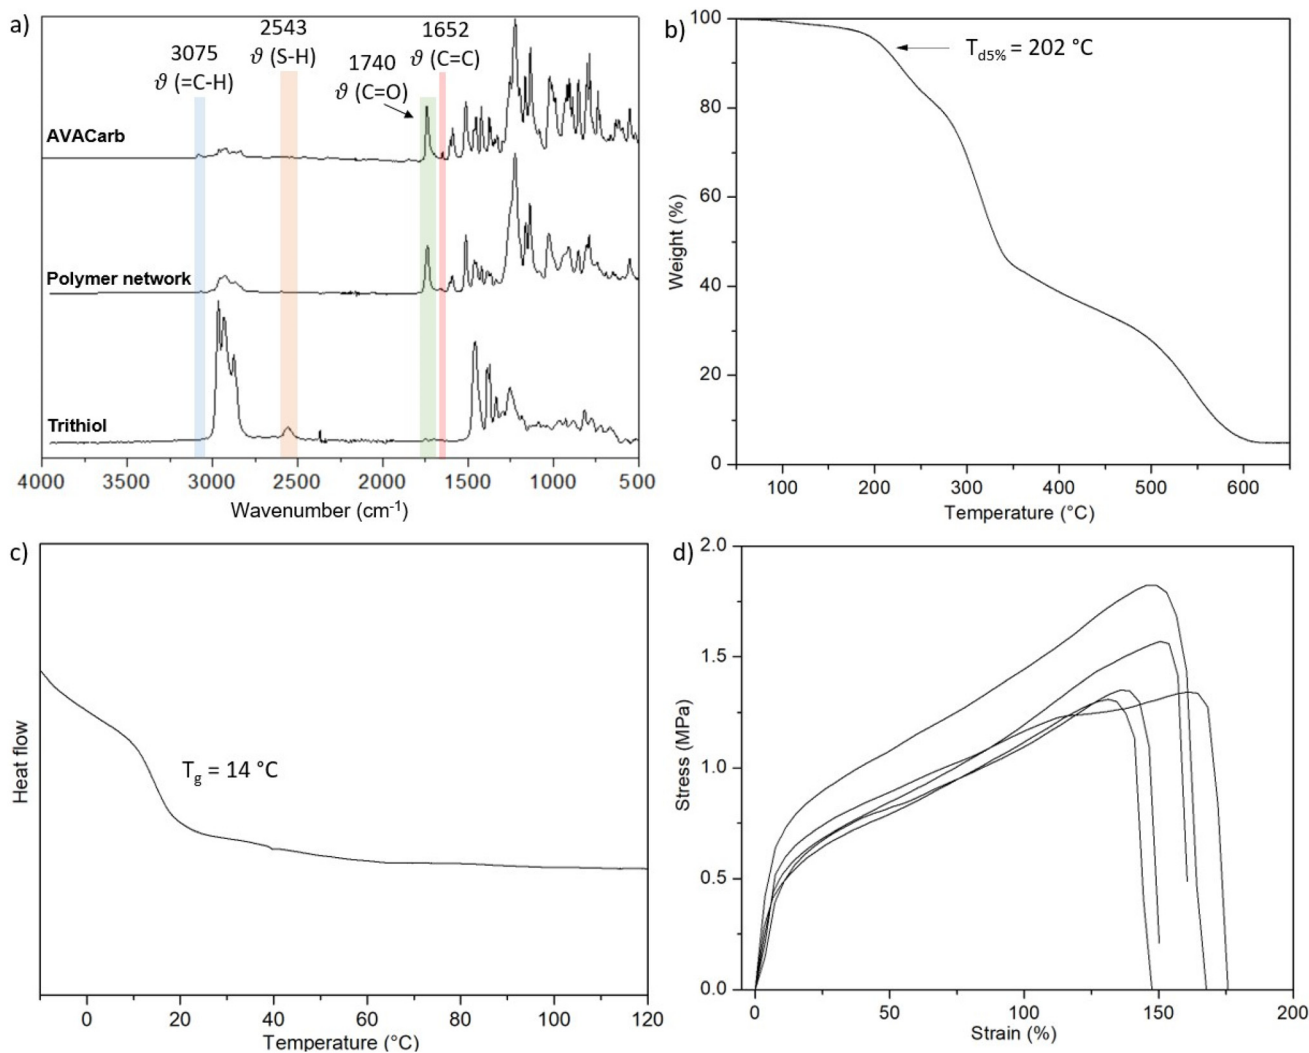 a)
3075
ϑ (=C-H)
2543
ϑ (S-H)
1740
ϑ (C=O)
1652
ϑ (C=C)
AVACarb
Polymer network
Trithiol
4000 3500 3000 2500 2000 1500 1000 500
Wavenumber (cm⁻¹)
b)
Td5% = 202 °C
100
80
60
40
20
0
Weight (%)
100 200 300 400 500 600
Temperature (°C)
c)
Heat flow
Tg = 14 °C
0 20 40 60 80 100 120
Temperature (°C)
d)
2.0
1.5
1.0
0.5
0.0
Stress (MPa)
0 50 100 150 200
Strain (%)